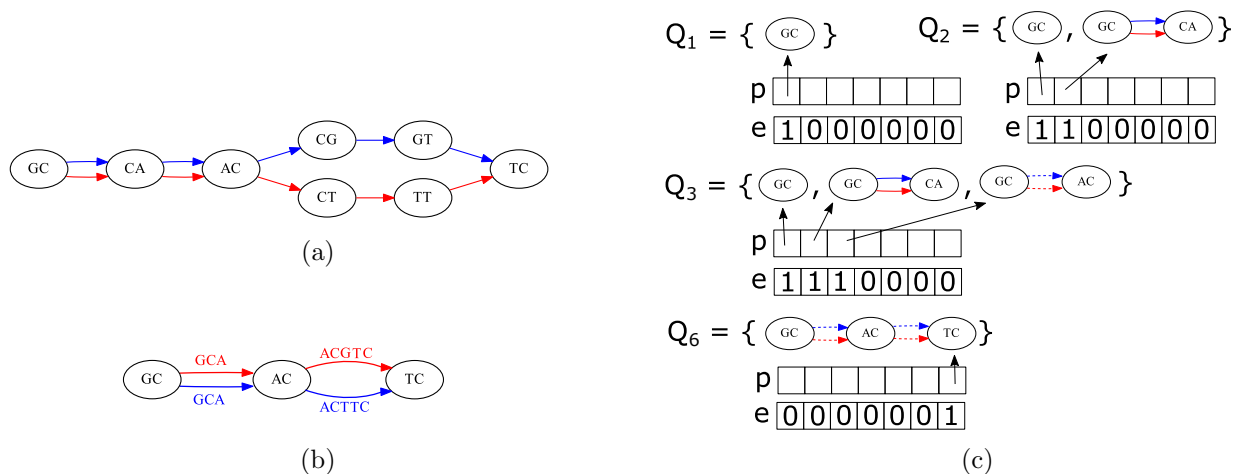 GC CA AC CG GT TC
CT TT
(a)
GC GCA AC ACGTC TC
GCA ACTTC
(b)
Q1 = { GC }
p
e 1 0 0 0 0 0 0
Q2 = { GC , GC CA }
p
e 1 1 0 0 0 0 0
Q3 = { GC , GC CA , GC AC }
p
e 1 1 1 0 0 0 0
Q6 = { GC AC TC }
p
e 0 0 0 0 0 0 1
(c)